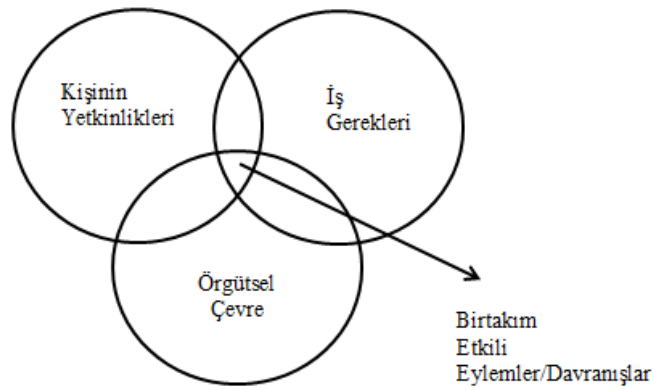 Kişinin
Yetkinlikleri
İş
Gerekleri
Örgütsel
Çevre
Birtakım
Etkili
Eylemler/Davranışlar